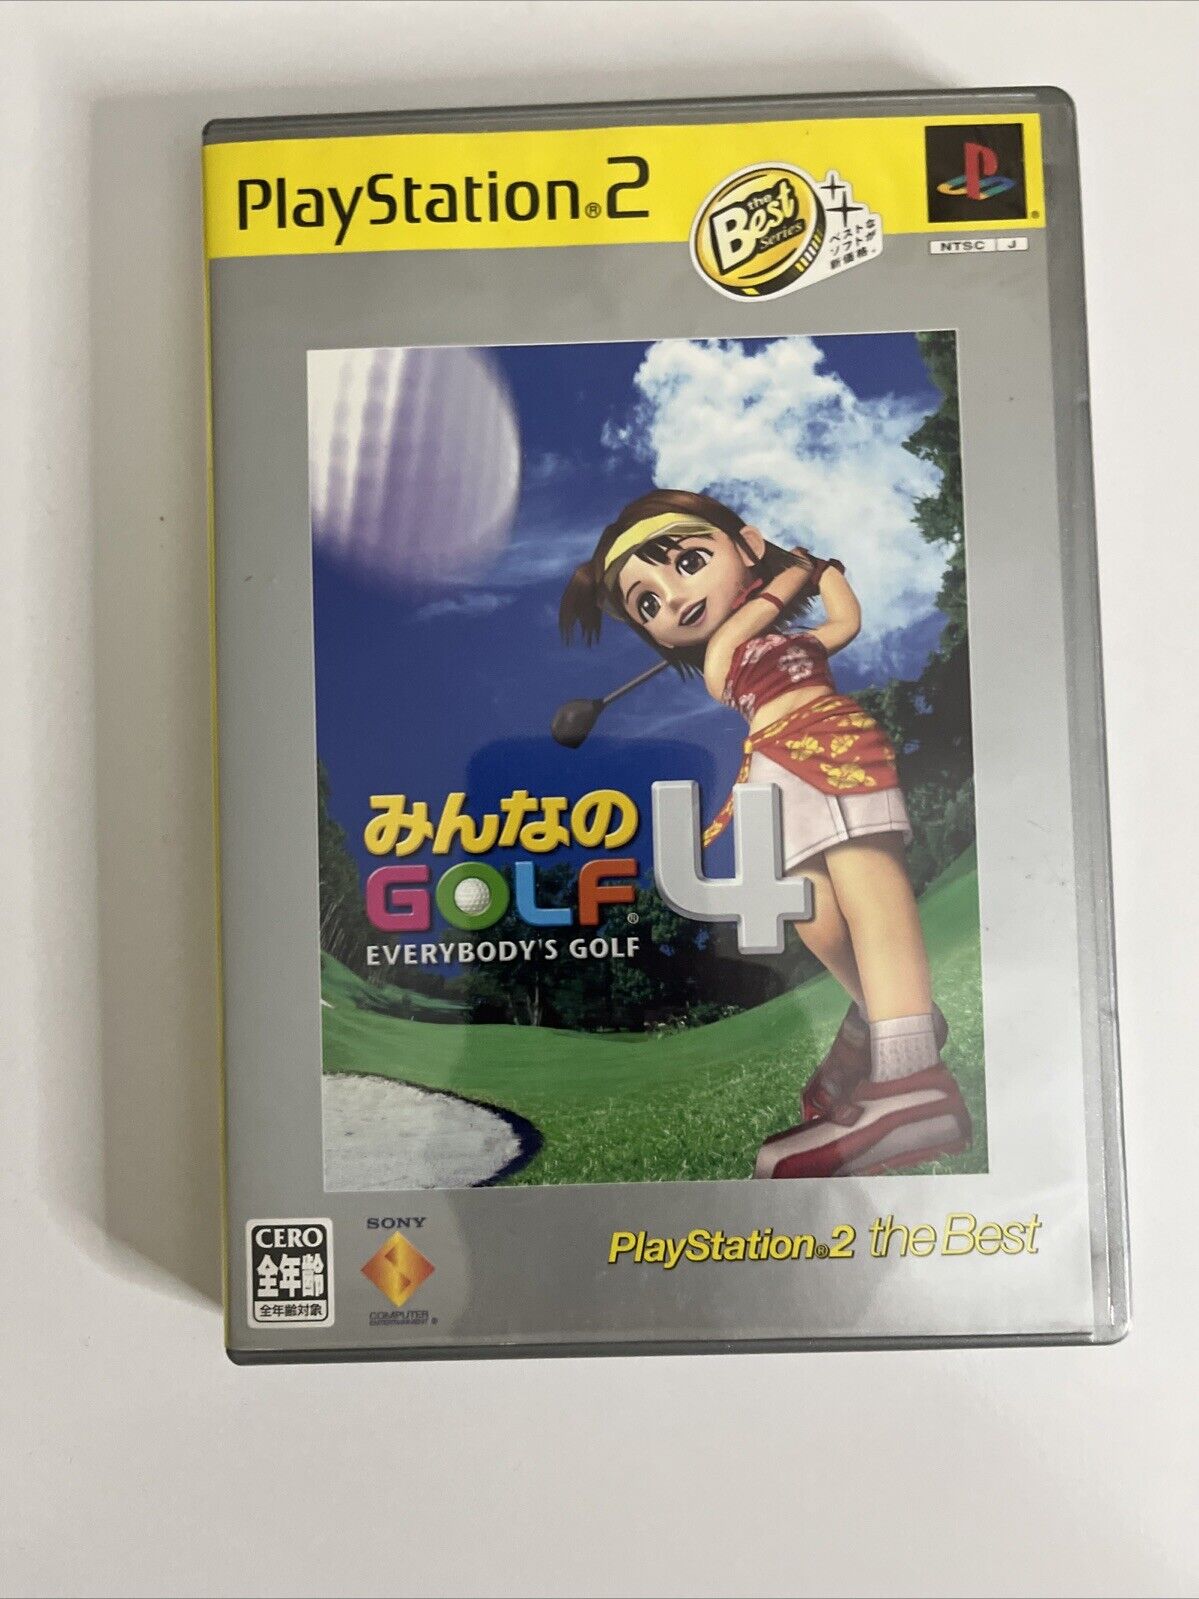 PlayStation®2
the
Best
Series
ベストな
ソフトが
新価格。
®
NTSC J
みんなの
GOLF® 4
EVERYBODY'S GOLF
CERO
全年齢
全年齢対象
SONY
COMPUTER
ENTERTAINMENT ®
PlayStation®2 the Best